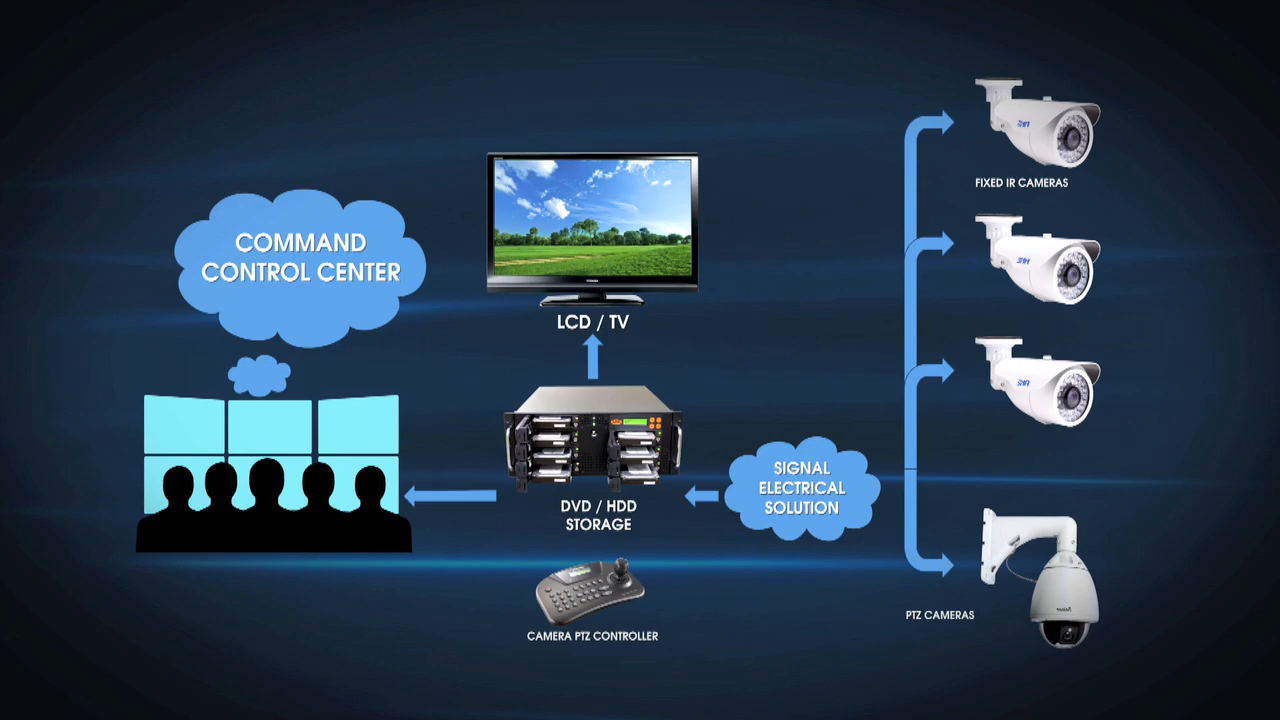 FIXED IR CAMERAS
COMMAND
CONTROL CENTER
LCD / TV
SIGNAL
ELECTRICAL
SOLUTION
DVD / HDD
STORAGE
PTZ CAMERAS
CAMERA PTZ CONTROLLER